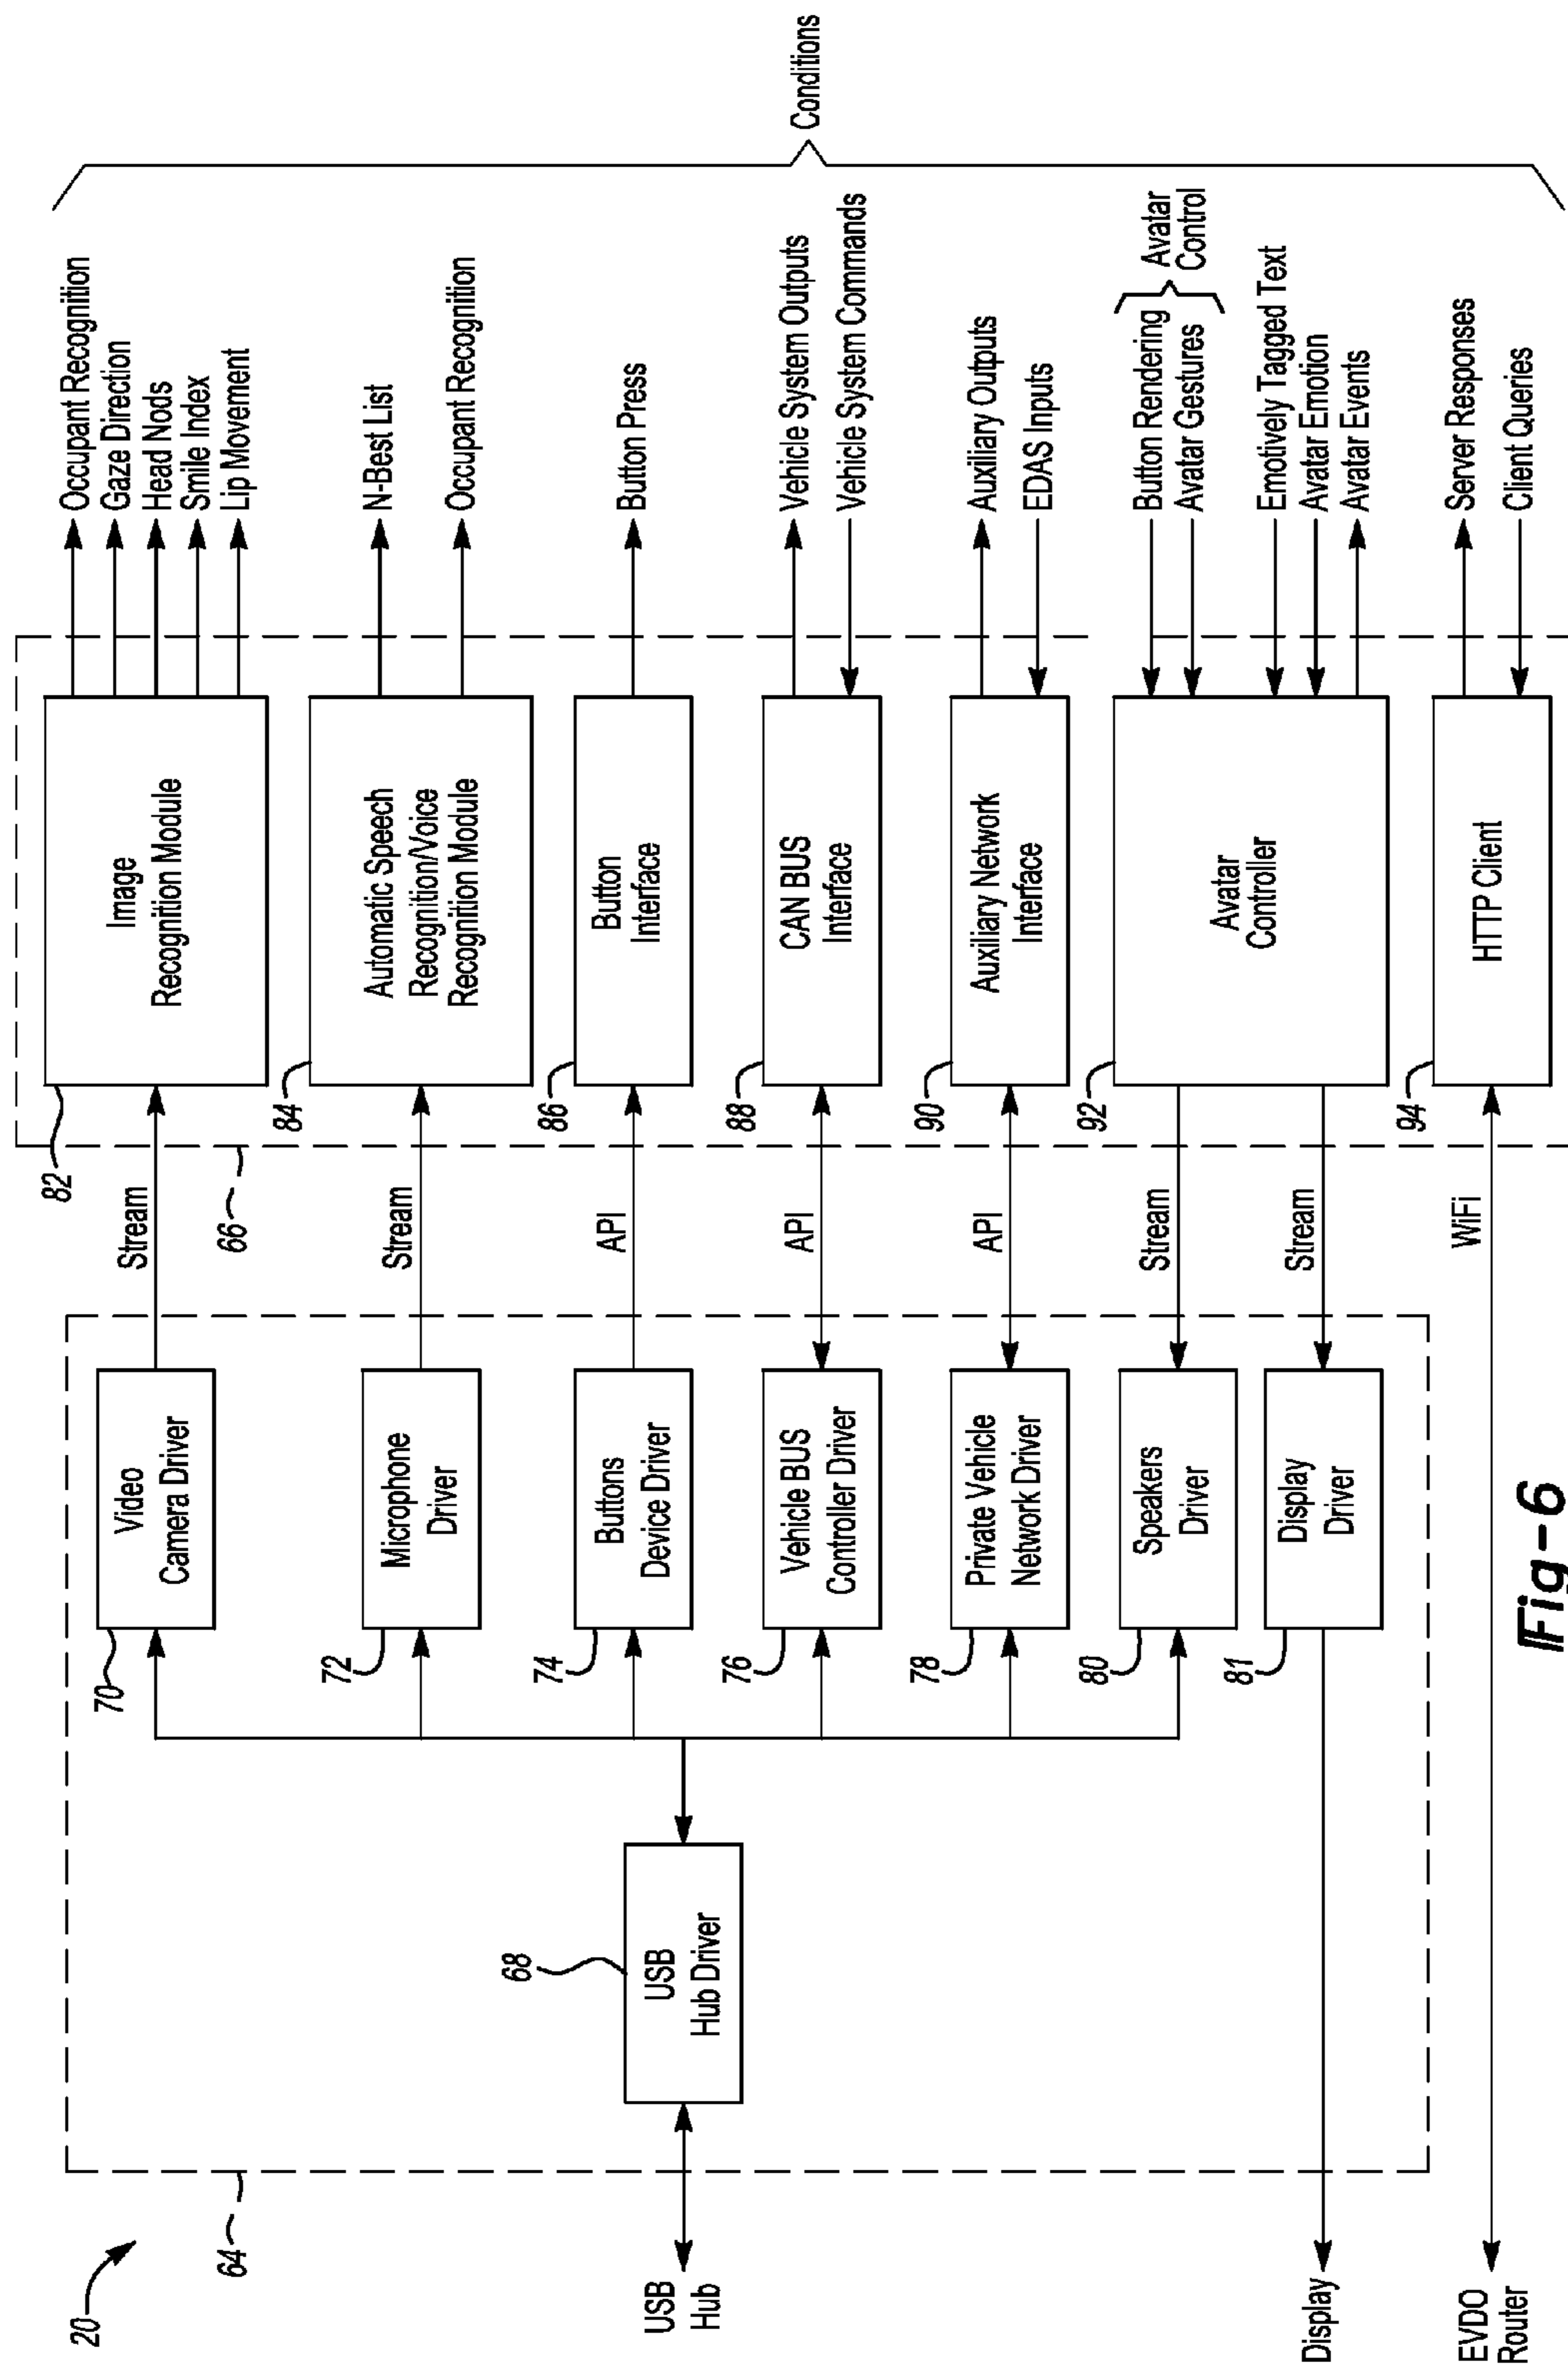 20
64
USB
Hub
68
USB
Hub Driver
Display
EVDO
Router
70
Video
Camera Driver
72
Microphone
Driver
74
Buttons
Device Driver
76
Vehicle BUS
Controller Driver
78
Private Vehicle
Network Driver
80
Speakers
Driver
81
Display
Driver
Stream
Stream
API
API
API
Stream
Stream
WiFi
66
82
Image
Recognition Module
84
Automatic Speech
Recognition/Voice
Recognition Module
86
Button
Interface
88
CAN BUS
Interface
90
Auxiliary Network
Interface
92
Avatar
Controller
94
HTTP Client
Occupant Recognition
Gaze Direction
Head Nods
Smile Index
Lip Movement
N-Best List
Occupant Recognition
Button Press
Vehicle System Outputs
Vehicle System Commands
Auxiliary Outputs
EDAS Inputs
Button Rendering
Avatar Gestures
Avatar
Control
Emotively Tagged Text
Avatar Emotion
Avatar Events
Server Responses
Client Queries
Conditions
Fig-6